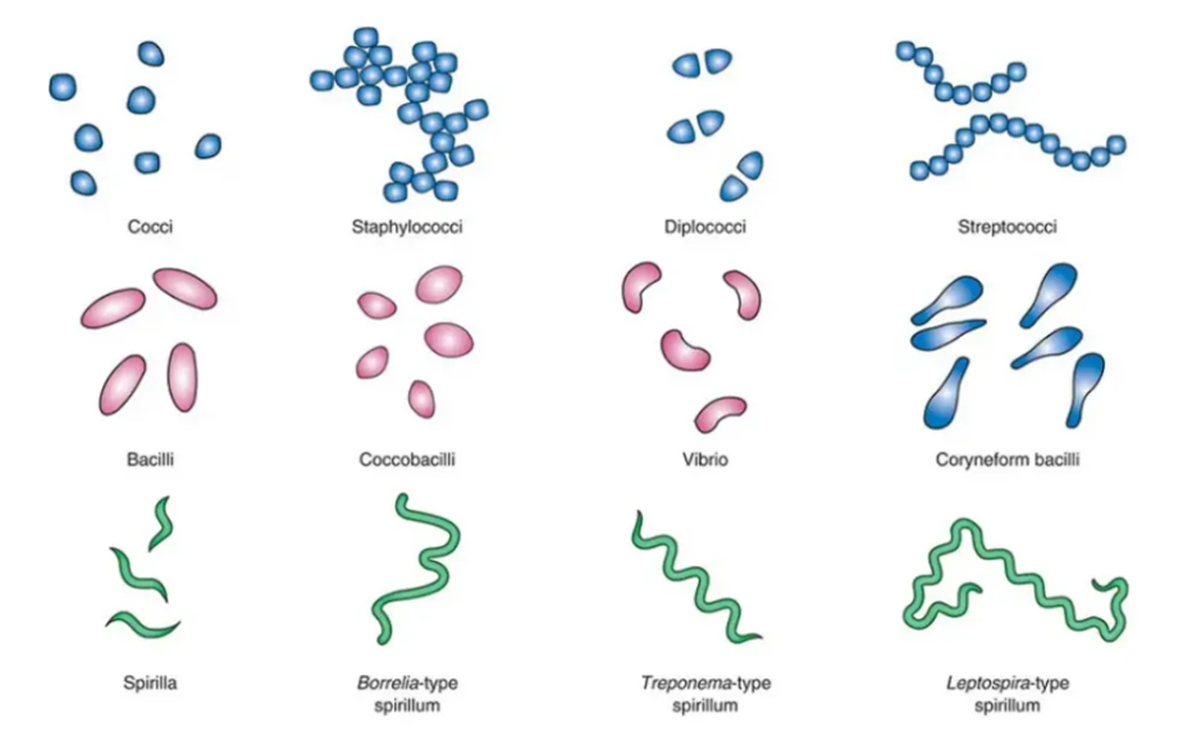 Cocci
Staphylococci
Diplococci
Streptococci
Bacilli
Coccobacilli
Vibrio
Coryneform bacilli
Spirilla
Borrelia-type
spirillum
Treponema-type
spirillum
Leptospira-type
spirillum